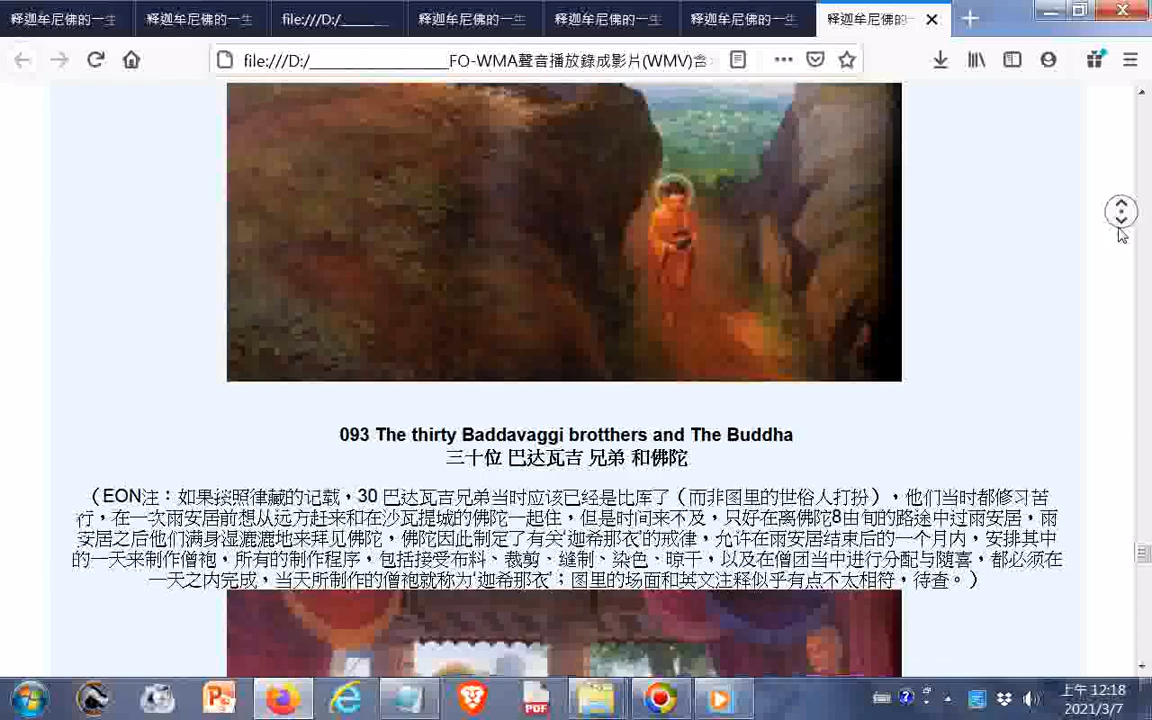 释迦牟尼佛的一生
释迦牟尼佛的一生
file:///D:/_____
释迦牟尼佛的一生
释迦牟尼佛的一生
释迦牟尼佛的一生
释迦牟尼佛的一
file:///D:/________________FO-WMA聲音播放錄成影片(WMV)含
093 The thirty Baddavaggi brotthers and The Buddha
三十位 巴达瓦吉 兄弟 和佛陀
（EON注：如果按照律藏的记载，30 巴达瓦吉兄弟当时应该已经是比库了（而非图里的世俗人打扮），他们当时都修习苦
行，在一次雨安居前想从远方赶来和在沙瓦提城的佛陀一起住，但是时间来不及，只好在离佛陀8由旬的路途中过雨安居，雨
安居之后他们满身湿漉漉地来拜见佛陀，佛陀因此制定了有关‘迦希那衣’的戒律，允许在雨安居结束后的一个月内，安排其中
的一天来制作僧袍，所有的制作程序，包括接受布料、裁剪、缝制、染色、晾干，以及在僧团当中进行分配与随喜，都必须在
一天之内完成，当天所制作的僧袍就称为‘迦希那衣’；图里的场面和英文注释似乎有点不太相符，待查。）
PDF
上午 12:18
2021/3/7